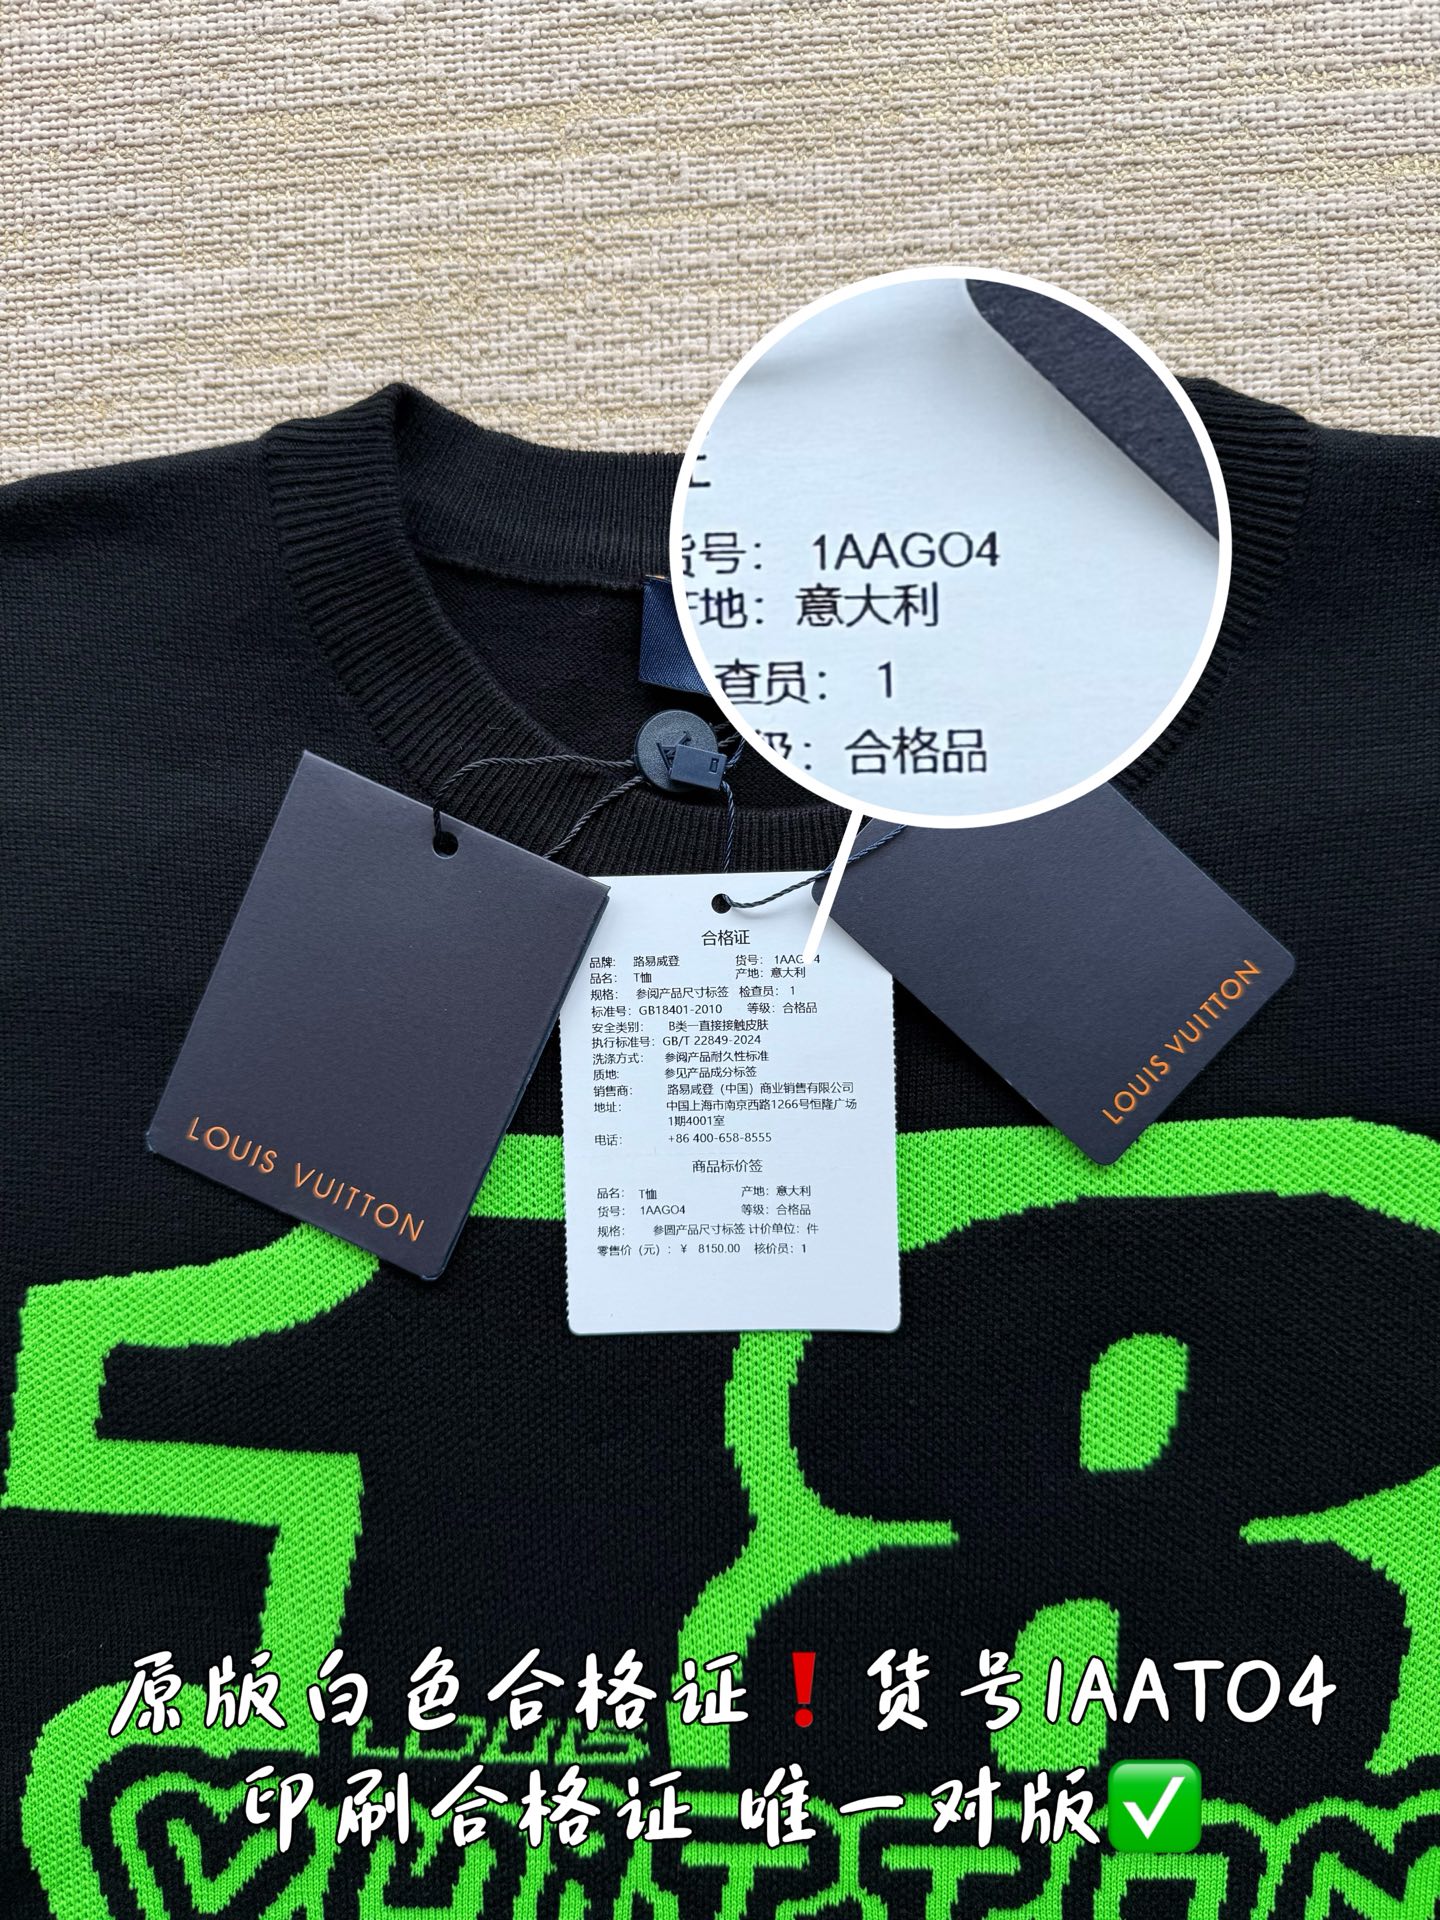 货号： 1AAGO4
产地：意大利
查员： 1
级：合格品
合格证
品牌： 路易威登 货号：1AAG 4
品名： T恤 产地：意大利
规格： 参阅产品尺寸标签 检查员：1
标准号：GB18401-2010 等级：合格品
安全类别： B类一直接接触皮肤
执行标准号：GB/T 22849-2024
洗涤方式： 参阅产品耐久性标准
质地： 参见产品成分标签
销售商： 路易威登（中国）商业销售有限公司
地址： 中国上海市南京西路1266号恒隆广场
1期4001室
电话： +86 400-658-8555
商品标价签
品名： T恤 产地：意大利
货号： 1AAGO4 等级：合格品
规格： 参圆产品尺寸标签 计价单位：件
零售价（元）：¥ 8150.00 核价员：1
LOUIS VUITTON
LOUIS VUITTON
原版白色合格证❗货号1AATO4
印刷合格证 唯一对版✅
LOUIS
VUITTON